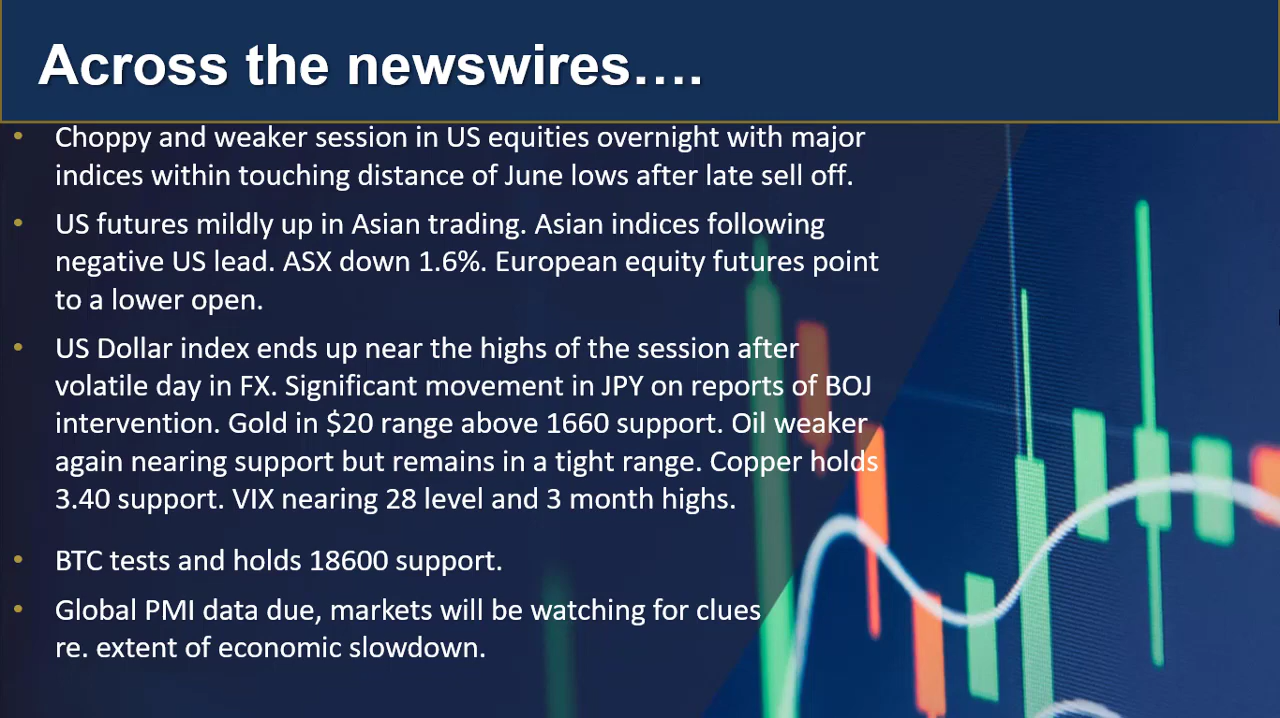 Across the newswires….
• Choppy and weaker session in US equities overnight with major
indices within touching distance of June lows after late sell off.
• US futures mildly up in Asian trading. Asian indices following
negative US lead. ASX down 1.6%. European equity futures point
to a lower open.
• US Dollar index ends up near the highs of the session after
volatile day in FX. Significant movement in JPY on reports of BOJ
intervention. Gold in $20 range above 1660 support. Oil weaker
again nearing support but remains in a tight range. Copper holds
3.40 support. VIX nearing 28 level and 3 month highs.
• BTC tests and holds 18600 support.
• Global PMI data due, markets will be watching for clues
re. extent of economic slowdown.